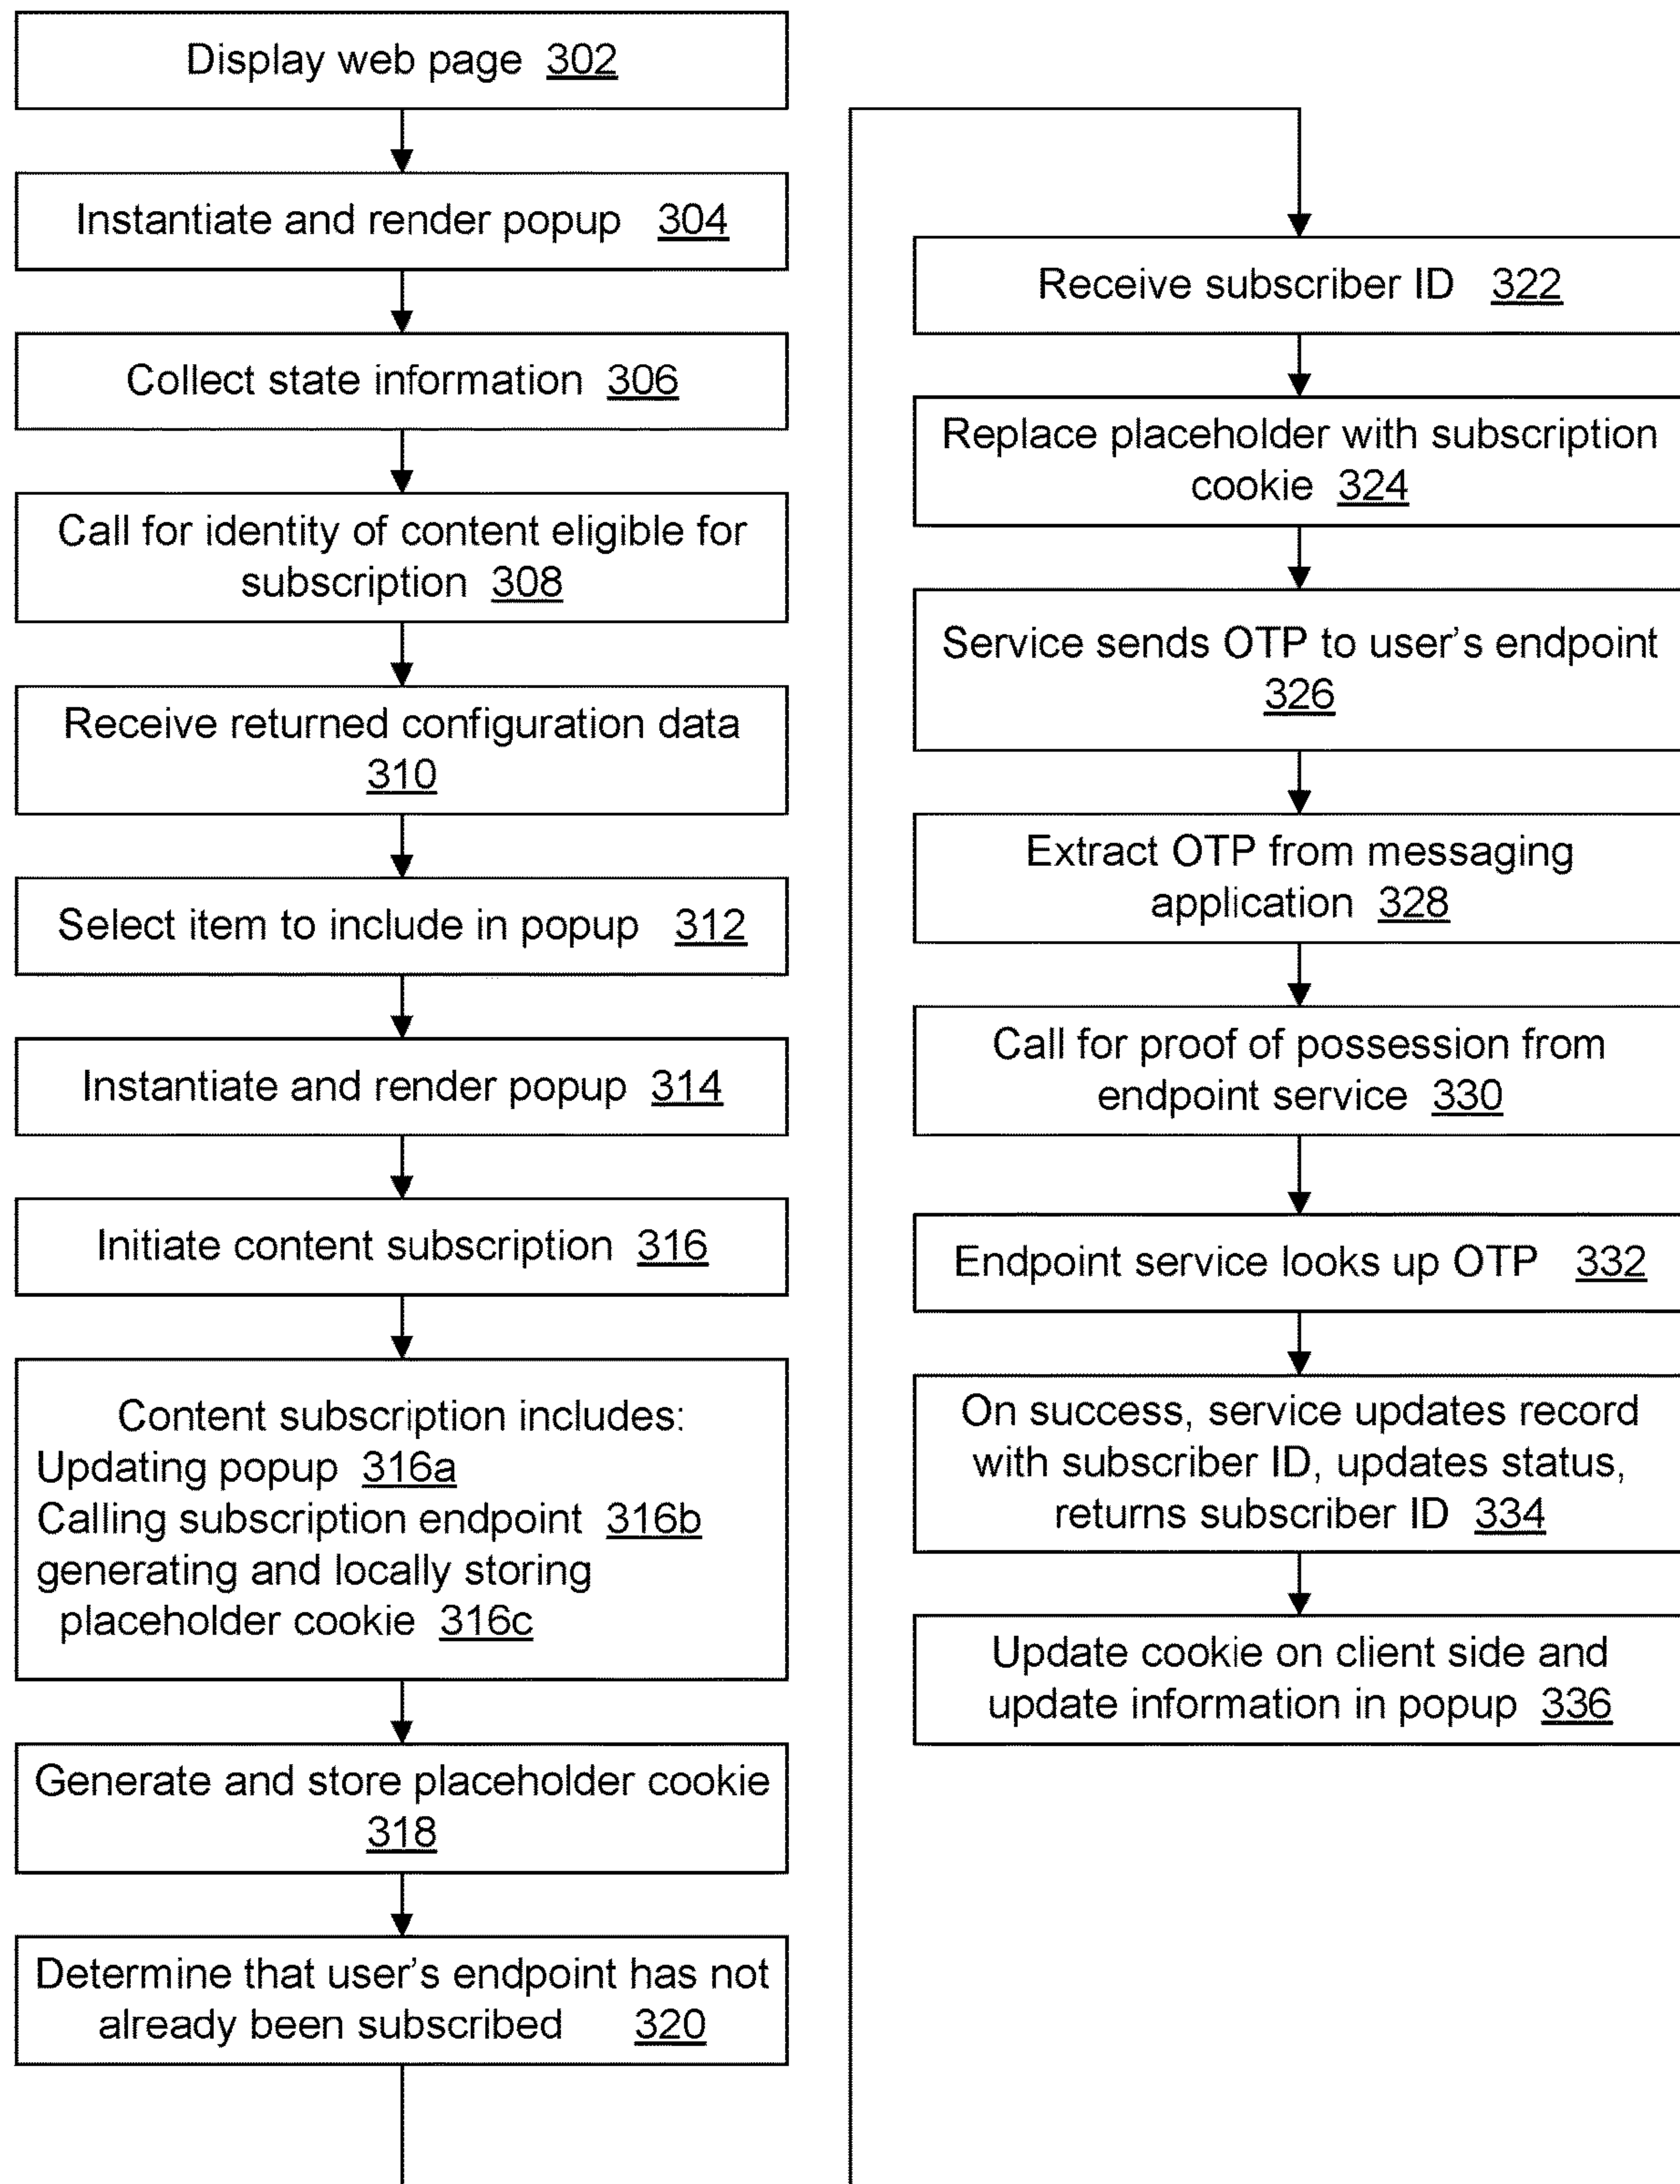 Display web page 302
Instantiate and render popup 304
Collect state information 306
Call for identity of content eligible for
subscription 308
Receive returned configuration data
310
Select item to include in popup 312
Instantiate and render popup 314
Initiate content subscription 316
Content subscription includes:
Updating popup 316a
Calling subscription endpoint 316b
generating and locally storing
placeholder cookie 316c
Generate and store placeholder cookie
318
Determine that user's endpoint has not
already been subscribed 320
Receive subscriber ID 322
Replace placeholder with subscription
cookie 324
Service sends OTP to user's endpoint
326
Extract OTP from messaging
application 328
Call for proof of possession from
endpoint service 330
Endpoint service looks up OTP 332
On success, service updates record
with subscriber ID, updates status,
returns subscriber ID 334
Update cookie on client side and
update information in popup 336